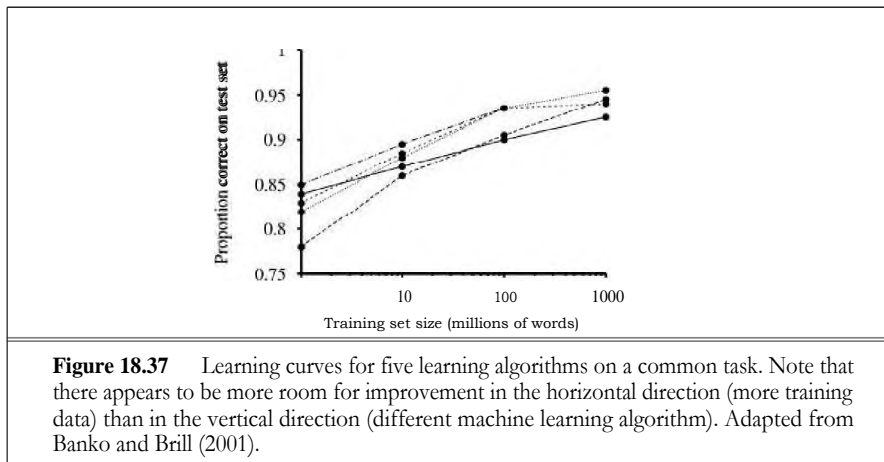 1
0.95
0.9
0.85
0.8
0.75
Proportion correct on test set
10 100 1000
Training set size (millions of words)
Figure 18.37 Learning curves for five learning algorithms on a common task. Note that
there appears to be more room for improvement in the horizontal direction (more training
data) than in the vertical direction (different machine learning algorithm). Adapted from
Banko and Brill (2001).